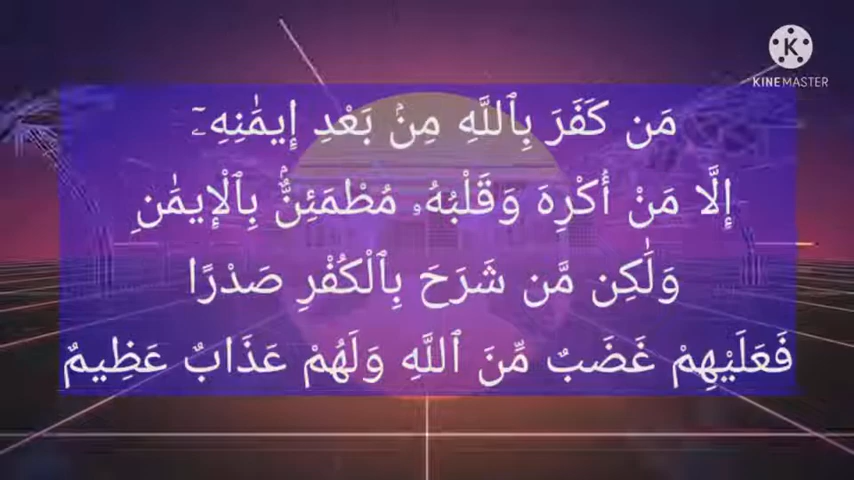 KINEMASTER
مَن كَفَرَ بِٱللَّهِ مِنۢ بَعْدِ إِيمَٰنِهِۦٓ
إِلَّا مَنْ أُكْرِهَ وَقَلْبُهُۥ مُطْمَئِنٌّۢ بِٱلْإِيمَٰنِ
وَلَٰكِن مَّن شَرَحَ بِٱلْكُفْرِ صَدْرًا
فَعَلَيْهِمْ غَضَبٌ مِّنَ ٱللَّهِ وَلَهُمْ عَذَابٌ عَظِيمٌ